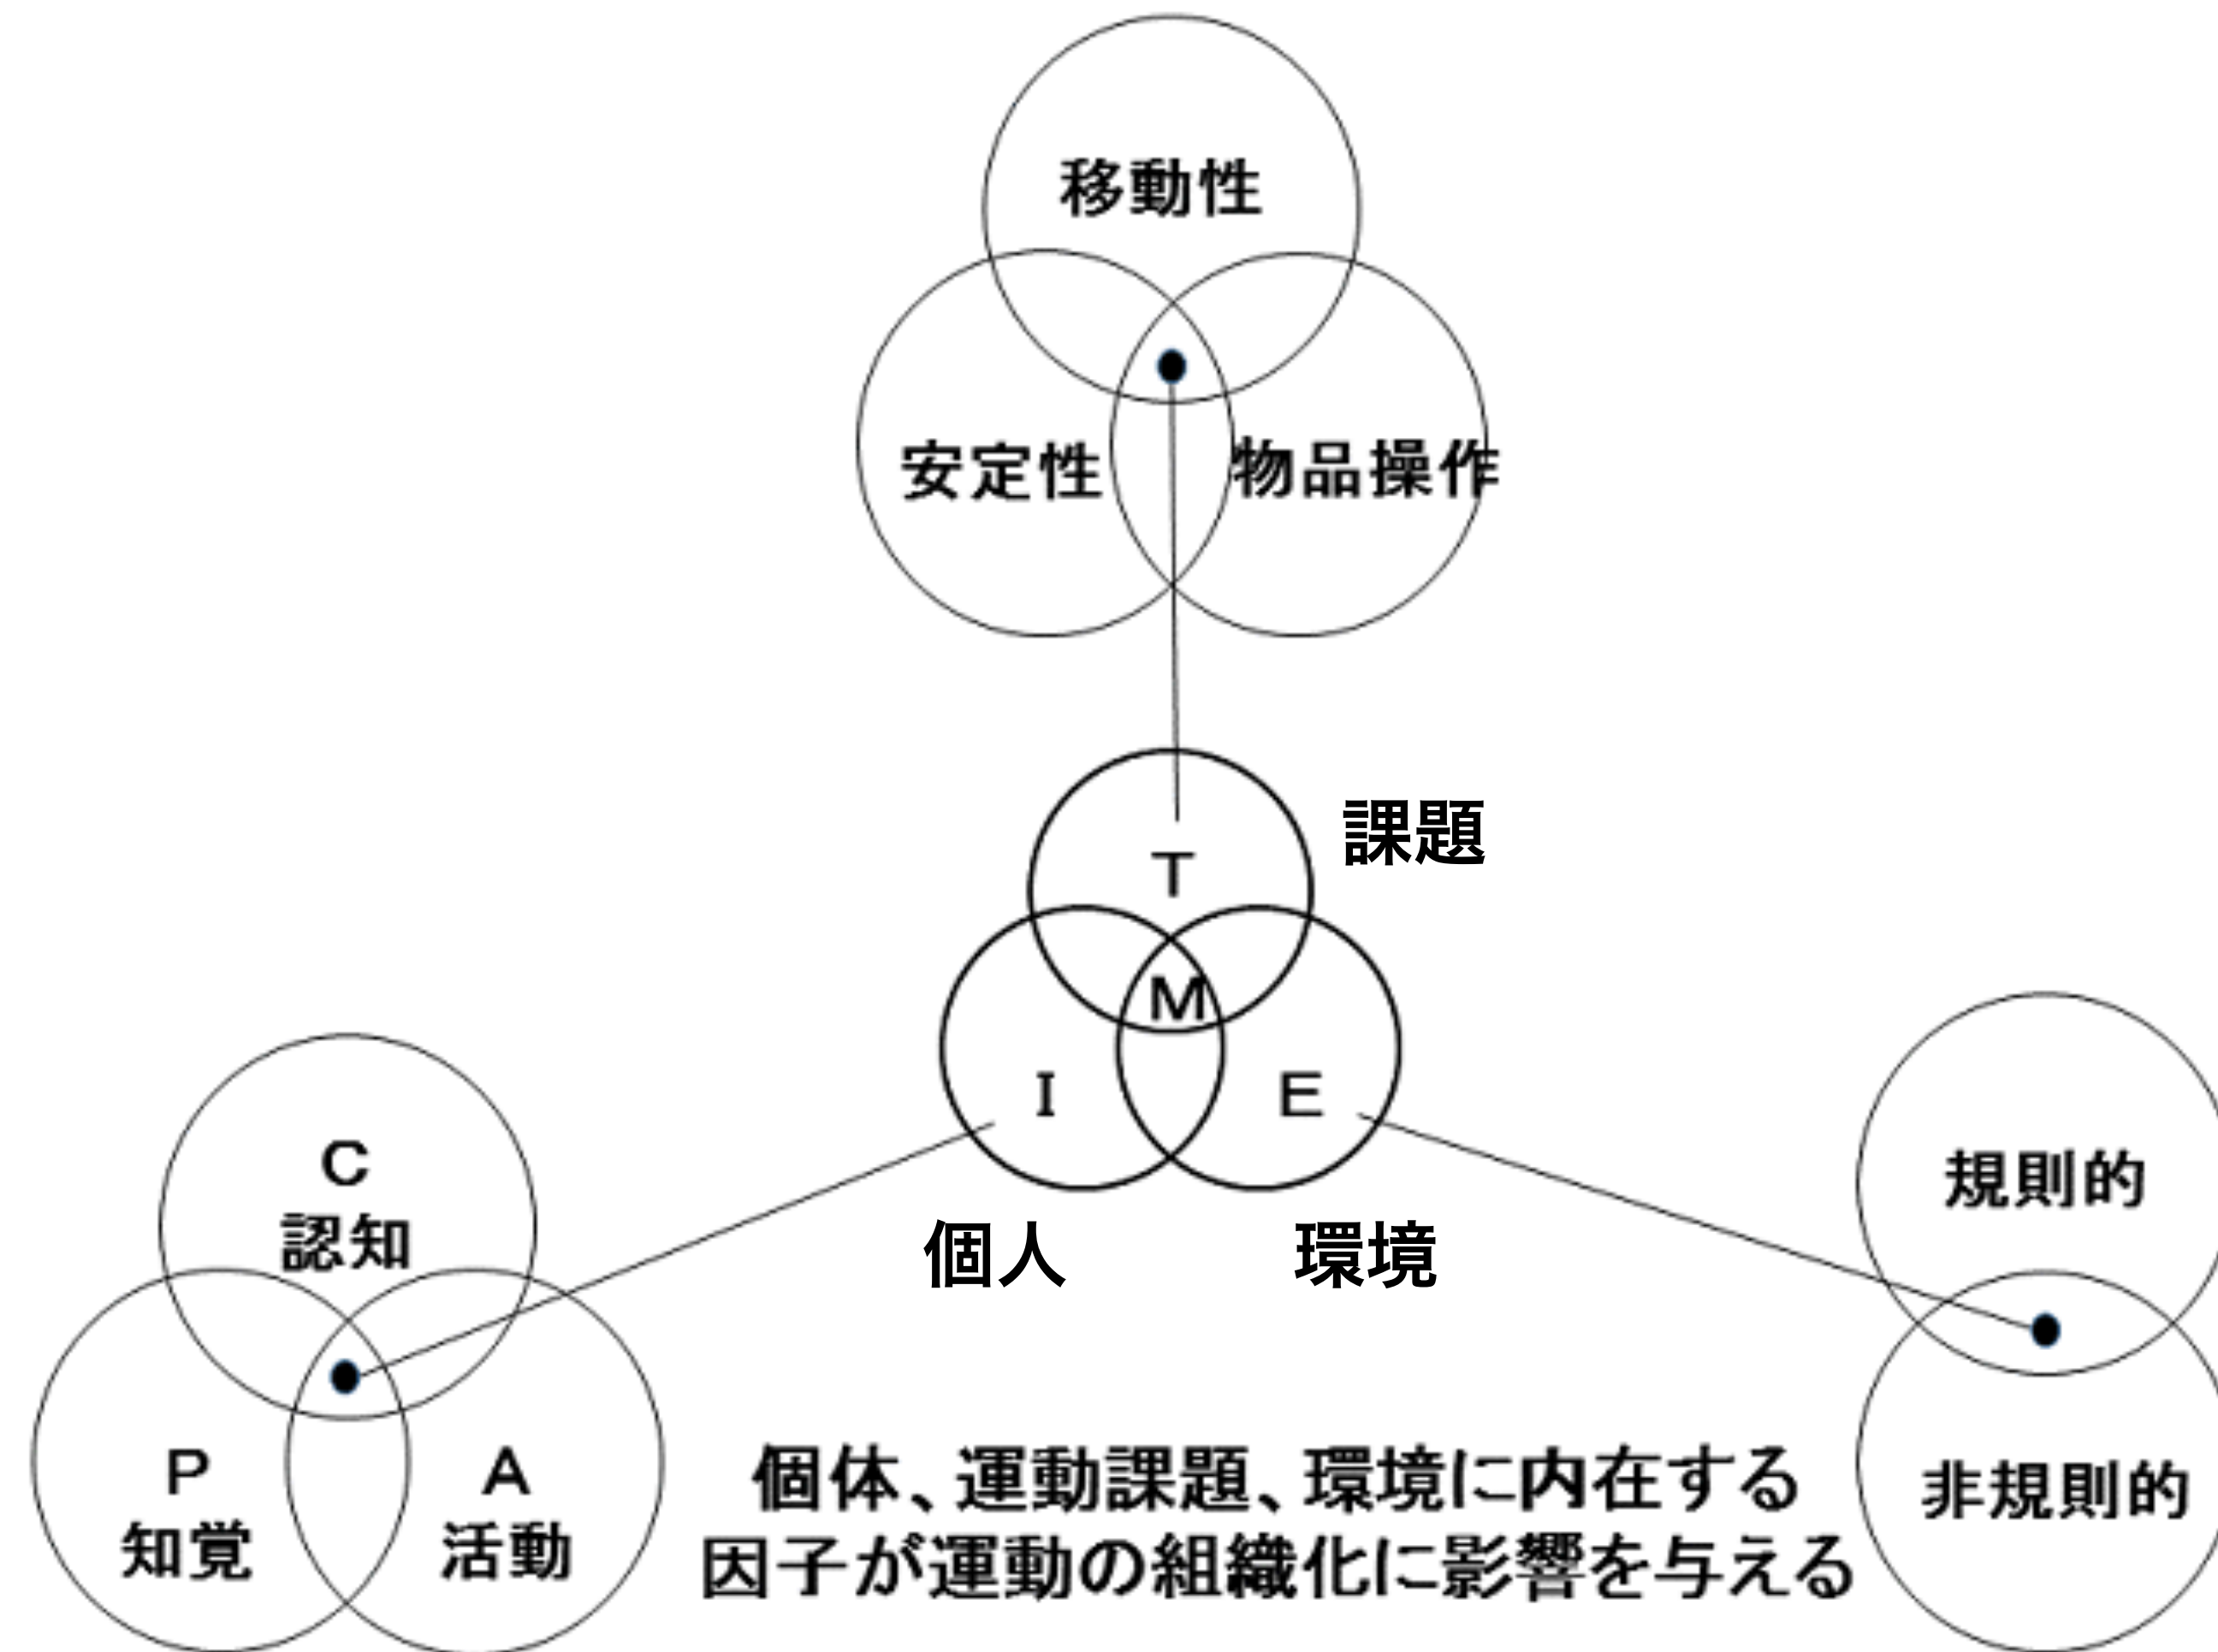 移動性
安定性
物品操作
課題
T
M
I
E
個人
環境
C
認知
P
知覚
A
活動
規則的
非規則的
個体、運動課題、環境に内在する
因子が運動の組織化に影響を与える